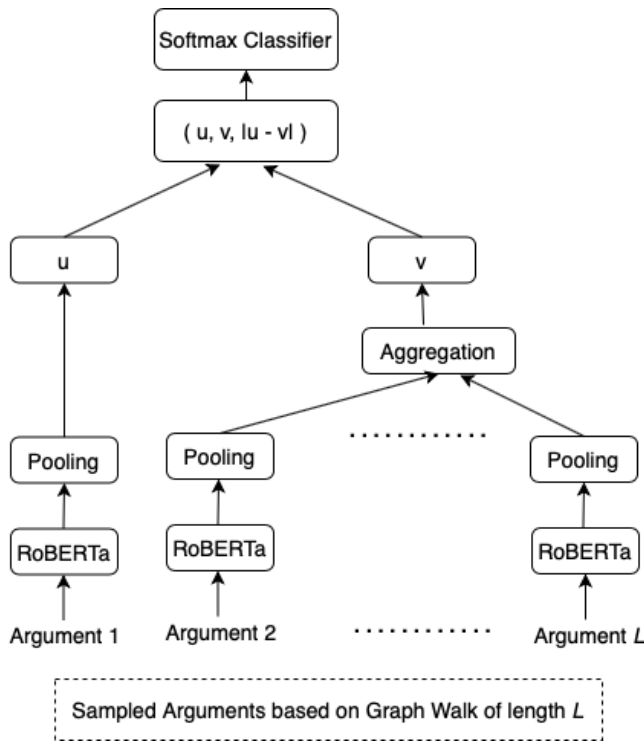 Softmax Classifier
( u, v, |u - v| )
u
v
Aggregation
Pooling
Pooling
Pooling
RoBERTa
RoBERTa
RoBERTa
Argument 1
Argument 2
Argument L
Sampled Arguments based on Graph Walk of length L